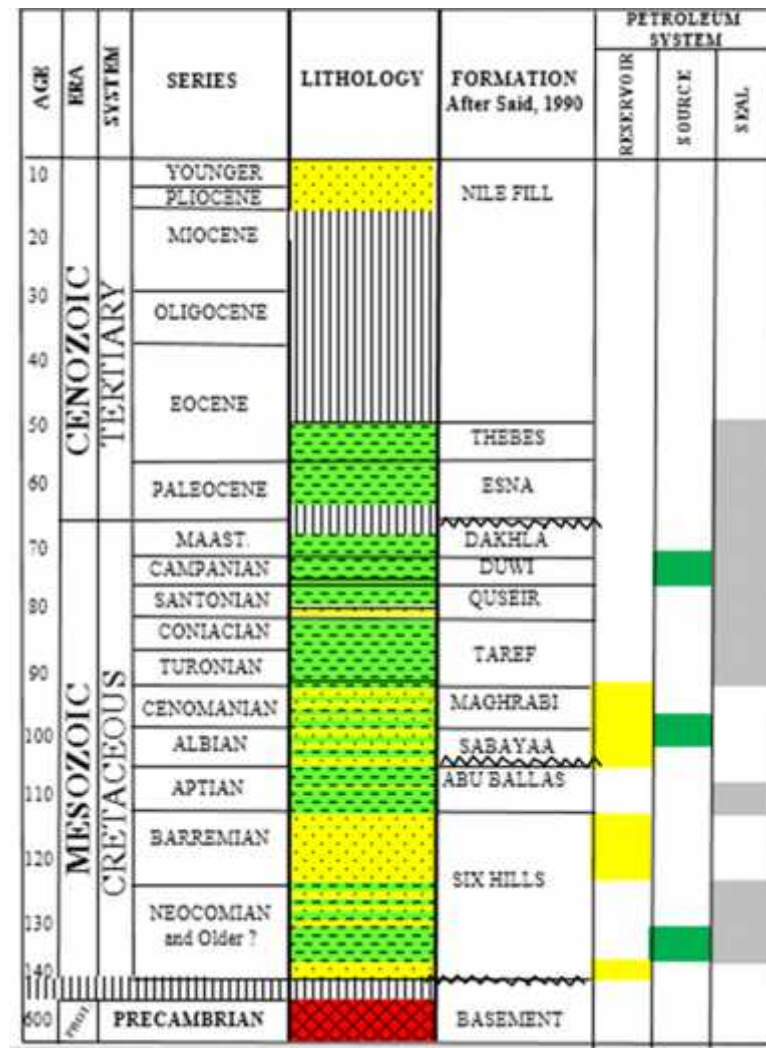 PETROLEUM
SYSTEM
AGE
ERA
SYSTEM
SERIES
LITHOLOGY
FORMATION
After Said, 1990
RESERVOIR
SOURCE
SEAL
10
20
30
40
50
60
70
80
90
100
110
120
130
140
600
CENOZOIC
MESOZOIC
TERTIARY
CRETACEOUS
YOUNGER
PLIOCENE
MIOCENE
OLIGOCENE
EOCENE
PALEOCENE
MAAST.
CAMPANIAN
SANTONIAN
CONIACIAN
TURONIAN
CENOMANIAN
ALBIAN
APTIAN
BARREMIAN
NEOCOMIAN
and Older ?
PRECAMBRIAN
NILE FILL
THEBES
ESNA
DAKHLA
DUWI
QUSEIR
TAREF
MAGHRABI
SABAYAA
ABU BALLAS
SIX HILLS
BASEMENT